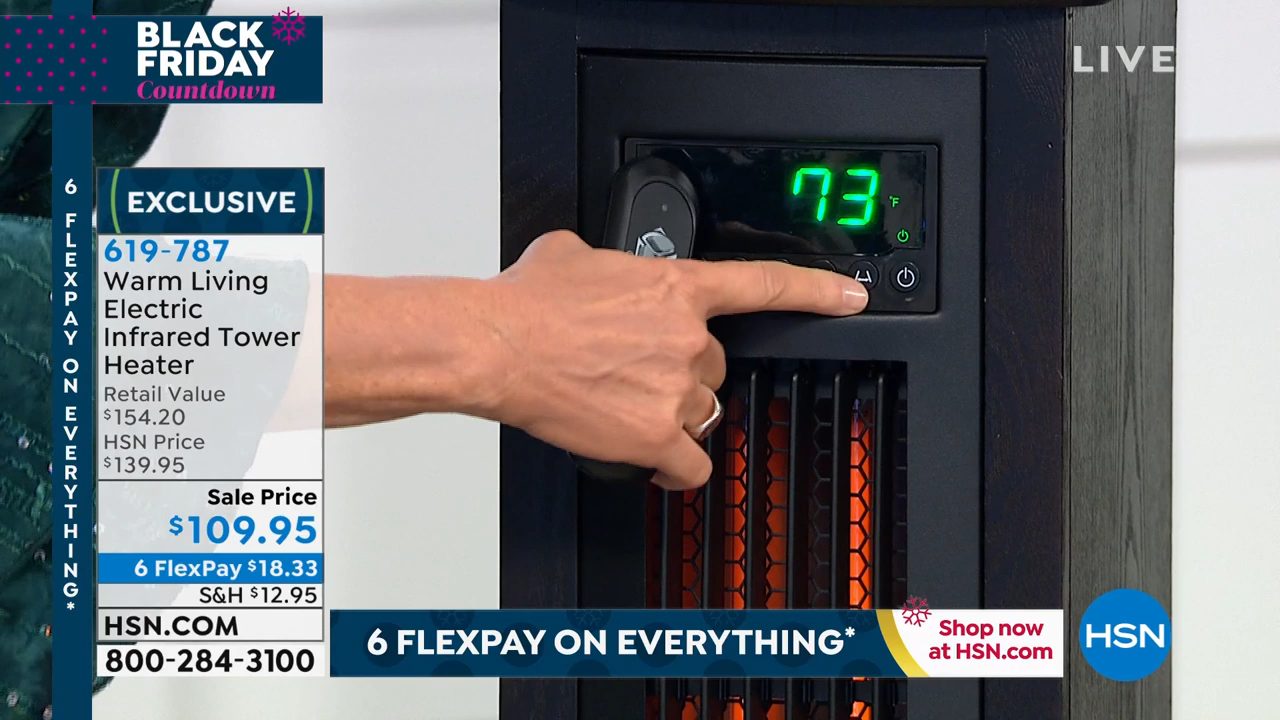 BLACK
FRIDAY
Countdown
LIVE
6 FLEXPAY ON EVERYTHING*
EXCLUSIVE
619-787
Warm Living
Electric
Infrared Tower
Heater
Retail Value
$154.20
HSN Price
$139.95
Sale Price
$109.95
6 FlexPay $18.33
S&H $12.95
HSN.COM
800-284-3100
73
°F
6 FLEXPAY ON EVERYTHING*
Shop now
at HSN.com
HSN